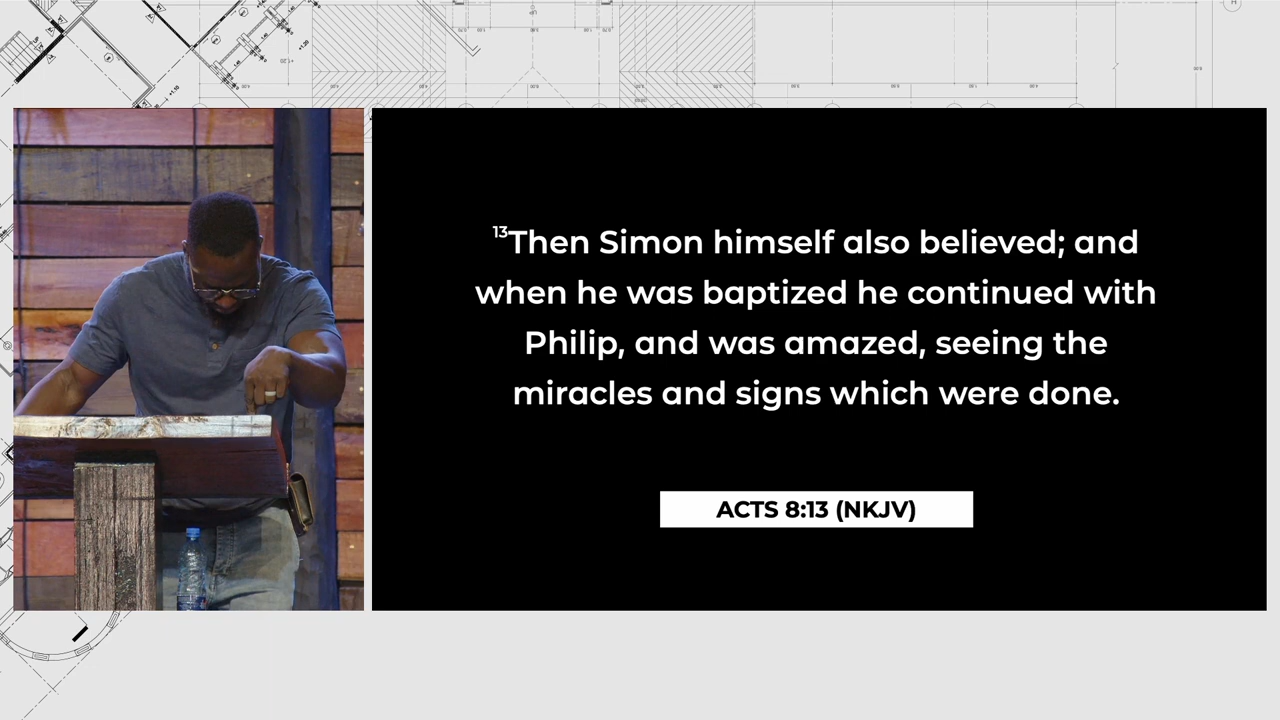 ¹³Then Simon himself also believed; and
when he was baptized he continued with
Philip, and was amazed, seeing the
miracles and signs which were done.
ACTS 8:13 (NKJV)